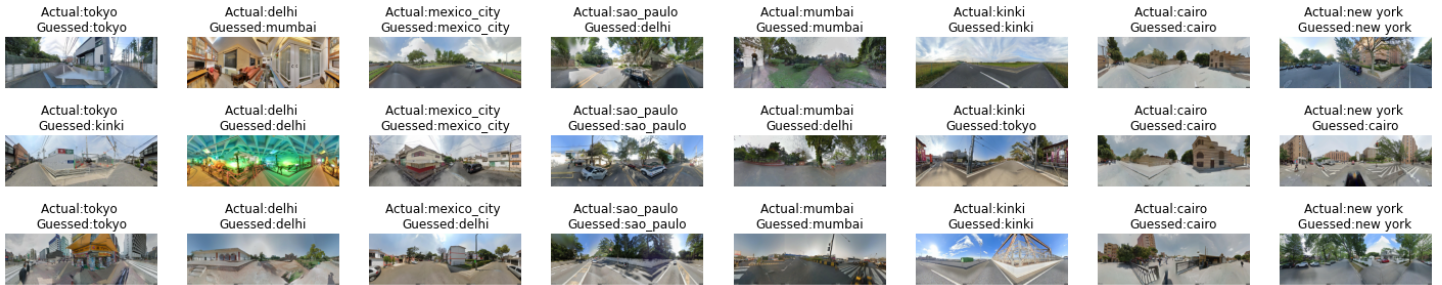 Actual:tokyo
Guessed:tokyo
Actual:delhi
Guessed:mumbai
Actual:mexico_city
Guessed:mexico_city
Actual:sao_paulo
Guessed:delhi
Actual:mumbai
Guessed:mumbai
Actual:kinki
Guessed:kinki
Actual:cairo
Guessed:cairo
Actual:new york
Guessed:new york
Actual:tokyo
Guessed:kinki
Actual:delhi
Guessed:delhi
Actual:mexico_city
Guessed:mexico_city
Actual:sao_paulo
Guessed:sao_paulo
Actual:mumbai
Guessed:delhi
Actual:kinki
Guessed:tokyo
Actual:cairo
Guessed:cairo
Actual:new york
Guessed:cairo
Actual:tokyo
Guessed:tokyo
Actual:delhi
Guessed:delhi
Actual:mexico_city
Guessed:delhi
Actual:sao_paulo
Guessed:sao_paulo
Actual:mumbai
Guessed:mumbai
Actual:kinki
Guessed:kinki
Actual:cairo
Guessed:cairo
Actual:new york
Guessed:new york